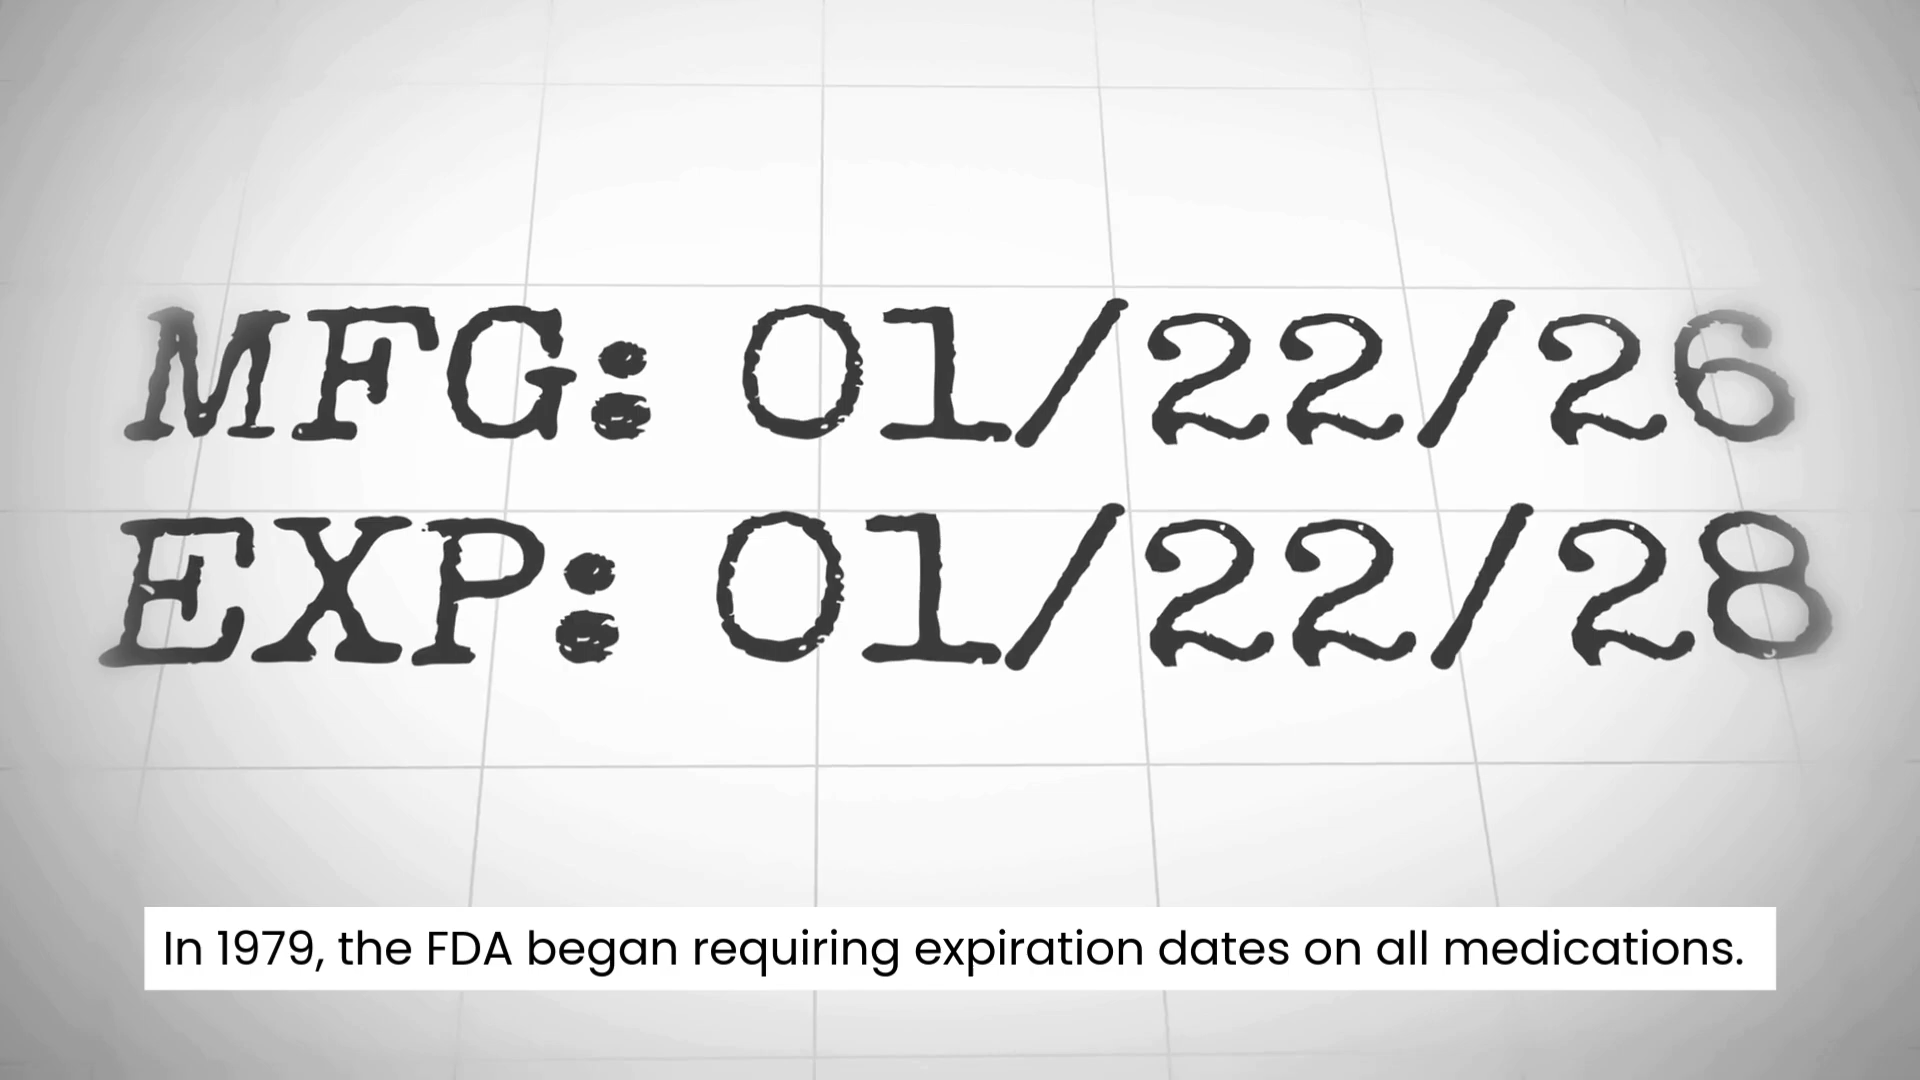 MFG: 01/22/26
EXP: 01/22/28
In 1979, the FDA began requiring expiration dates on all medications.